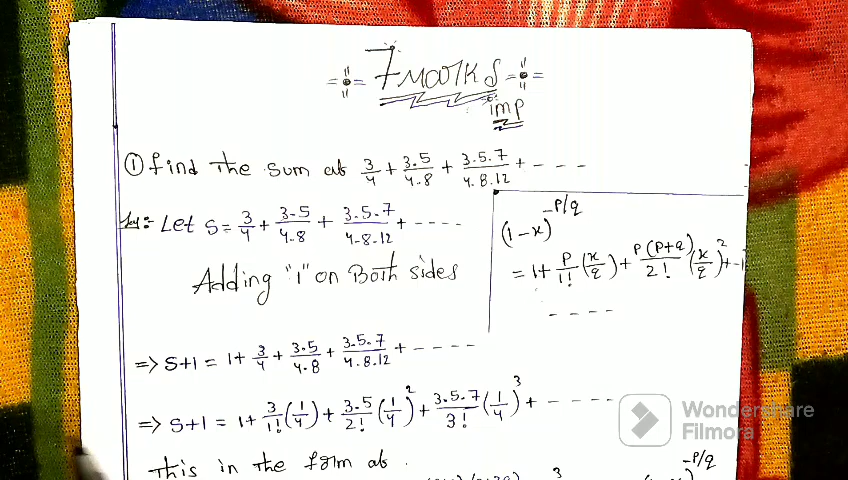 7 Marks
imp
① find the sum of 3/4 + 3.5/4.8 + 3.5.7/4.8.12 + ----
Sol:- Let S = 3/4 + 3.5/4.8 + 3.5.7/4.8.12 + ----
(1-x)^-P/q
= 1 + P/1! (x/q) + P(P+q)/2! (x/q)^2 + --
----
Adding "1" on Both sides
=> S+1 = 1 + 3/4 + 3.5/4.8 + 3.5.7/4.8.12 + ----
=> S+1 = 1 + 3/1! (1/4) + 3.5/2! (1/4)^2 + 3.5.7/3! (1/4)^3 + ----
Wondershare
Filmora
This in the form of
-P/q